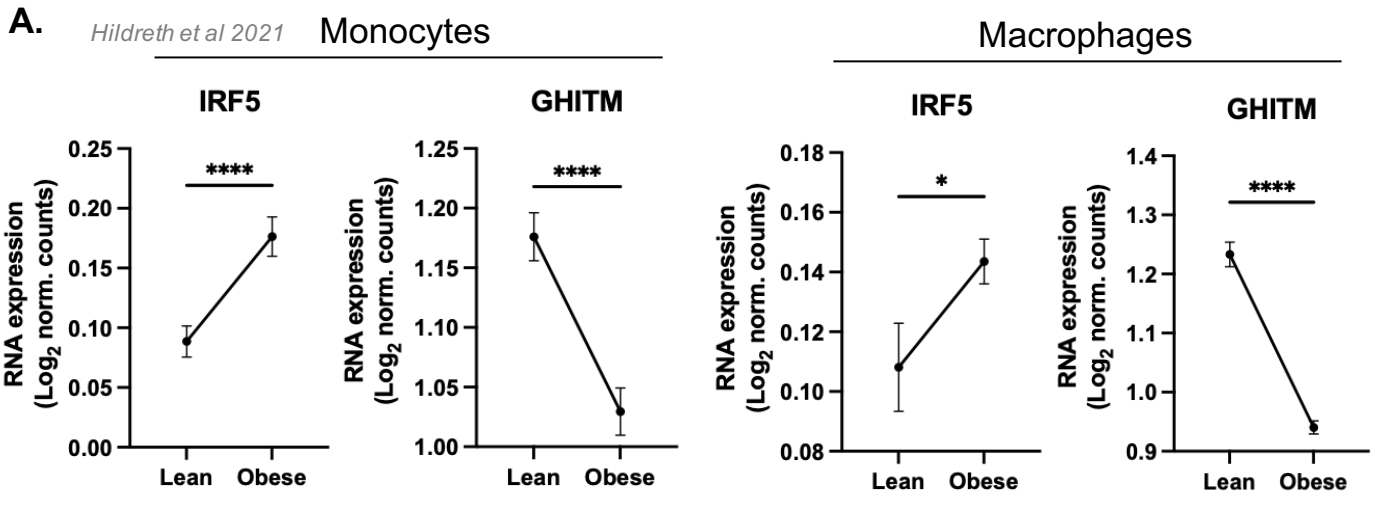 A.
Hildreth et al 2021
Monocytes
Macrophages
IRF5
RNA expression
(Log2 norm. counts)
0.25
0.20
0.15
0.10
0.05
0.00
****
Lean
Obese
GHITM
RNA expression
(Log2 norm. counts)
1.25
1.20
1.15
1.10
1.05
1.00
****
Lean
Obese
IRF5
RNA expression
(Log2 norm. counts)
0.18
0.16
0.14
0.12
0.10
0.08
*
Lean
Obese
GHITM
RNA expression
(Log2 norm. counts)
1.4
1.3
1.2
1.1
1.0
0.9
****
Lean
Obese